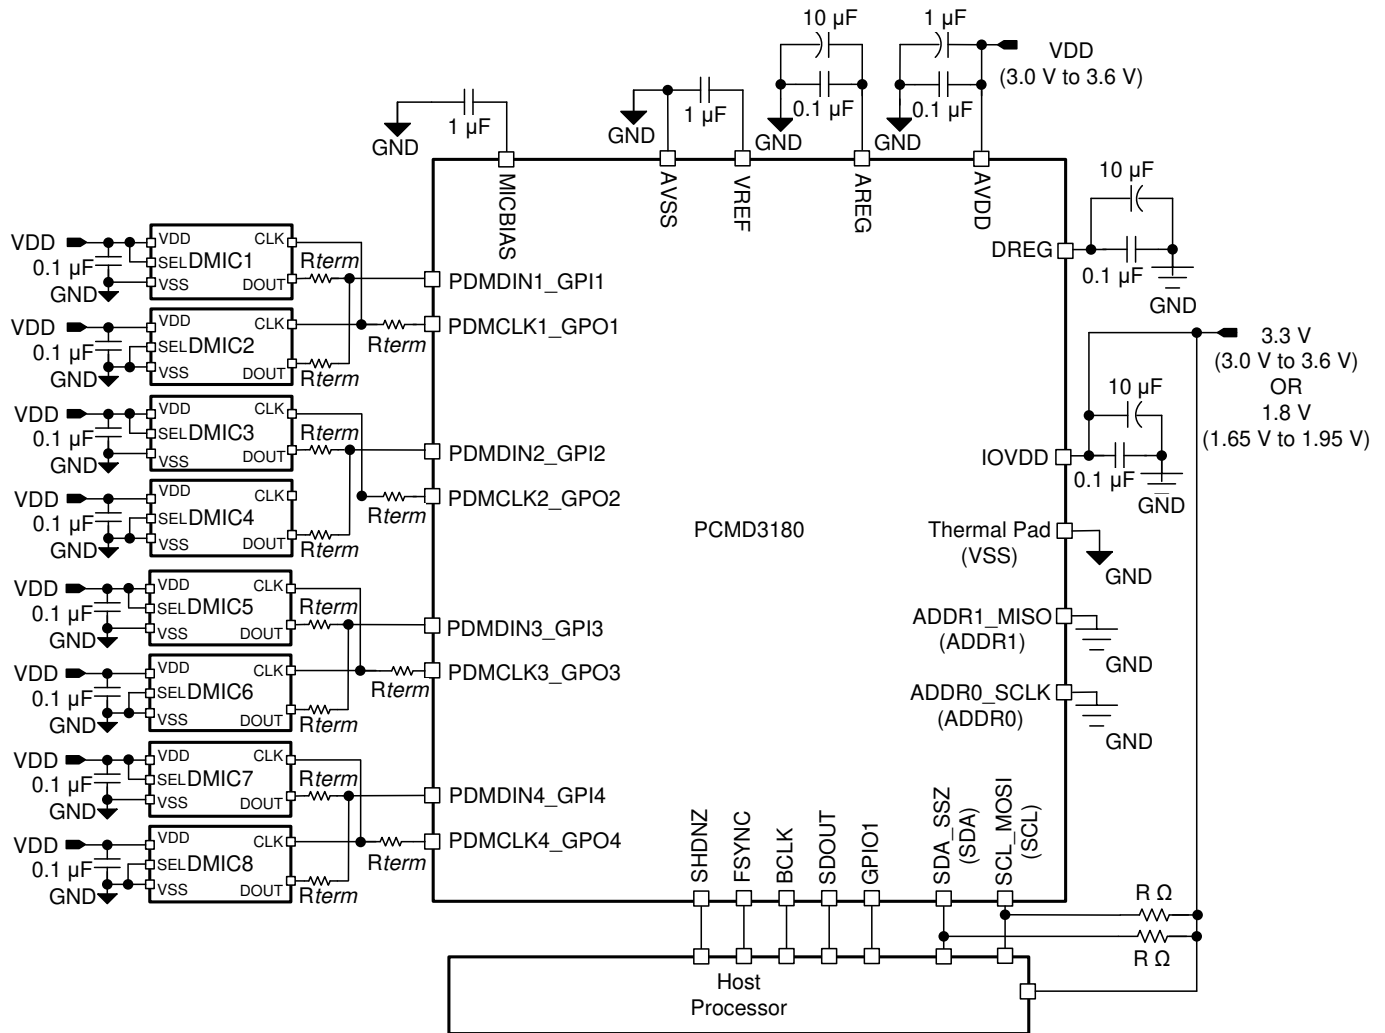 10 µF
1 µF
VDD
(3.0 V to 3.6 V)
0.1 µF
0.1 µF
1 µF
1 µF
GND
GND
GND
GND
MICBIAS
AVSS
VREF
AREG
AVDD
10 µF
DREG
0.1 µF
GND
VDD
0.1 µF
GND
VDD
SEL
VSS
DMIC1
CLK
DOUT
Rterm
PDMDIN1_GPI1
VDD
0.1 µF
GND
VDD
SEL
VSS
DMIC2
CLK
DOUT
Rterm
Rterm
PDMCLK1_GPO1
3.3 V
(3.0 V to 3.6 V)
OR
1.8 V
(1.65 V to 1.95 V)
10 µF
IOVDD
0.1 µF
GND
VDD
0.1 µF
GND
VDD
SEL
VSS
DMIC3
CLK
DOUT
Rterm
PDMDIN2_GPI2
VDD
0.1 µF
GND
VDD
SEL
VSS
DMIC4
CLK
DOUT
Rterm
Rterm
PDMCLK2_GPO2
PCMD3180
Thermal Pad
(VSS)
GND
VDD
0.1 µF
GND
VDD
SEL
VSS
DMIC5
CLK
DOUT
Rterm
PDMDIN3_GPI3
ADDR1_MISO
(ADDR1)
GND
VDD
0.1 µF
GND
VDD
SEL
VSS
DMIC6
CLK
DOUT
Rterm
Rterm
PDMCLK3_GPO3
ADDR0_SCLK
(ADDR0)
GND
VDD
0.1 µF
GND
VDD
SEL
VSS
DMIC7
CLK
DOUT
Rterm
PDMDIN4_GPI4
VDD
0.1 µF
GND
VDD
SEL
VSS
DMIC8
CLK
DOUT
Rterm
Rterm
PDMCLK4_GPO4
SHDNZ
FSYNC
BCLK
SDOUT
GPIO1
SDA_SSZ
(SDA)
SCL_MOSI
(SCL)
R Ω
R Ω
Host
Processor